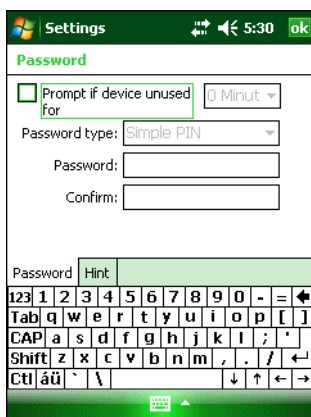 Settings 5:30 ok
Password
Prompt if device unused
for
0 Minut
Password type: Simple PIN
Password:
Confirm:
Password Hint
123 1 2 3 4 5 6 7 8 9 0 - =
Tab q w e r t y u i o p [ ]
CAP a s d f g h j k l ; '
Shift z x c v b n m , . /
Ctl áü ` \